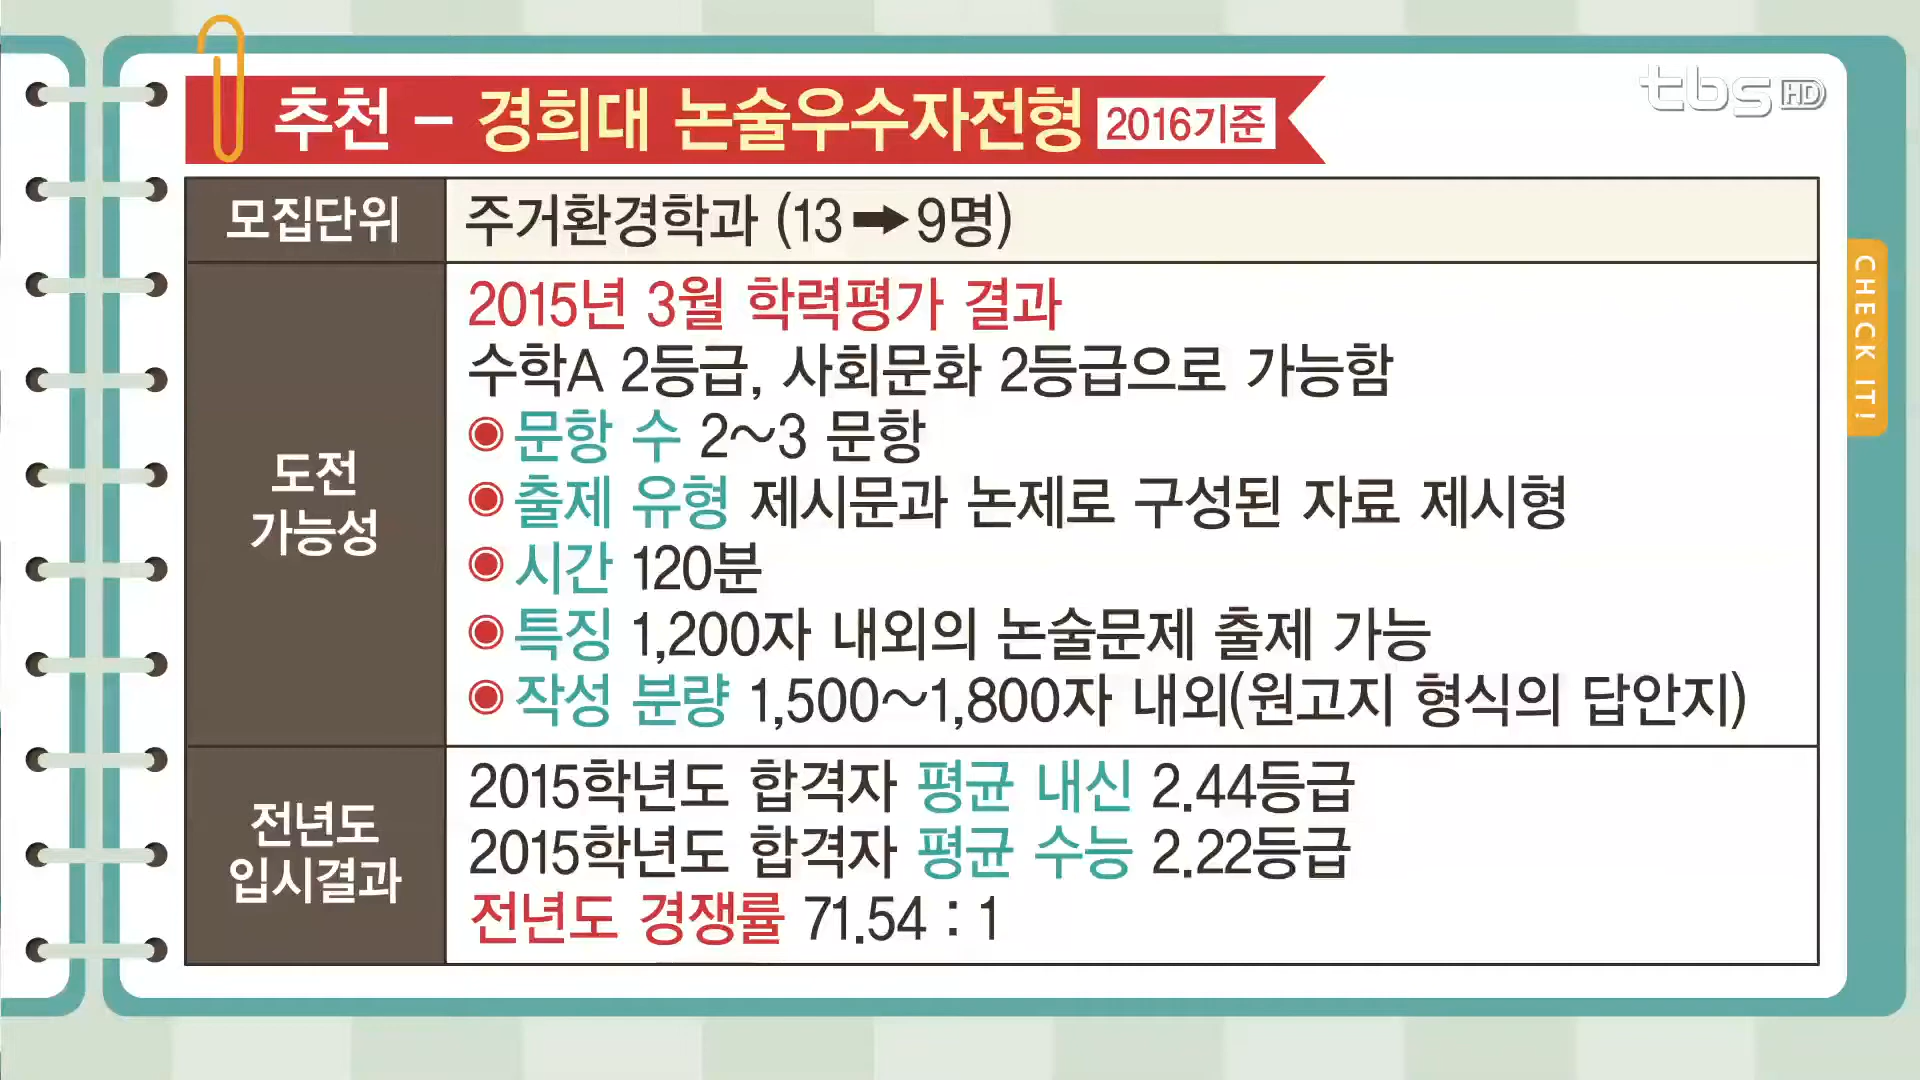 tbs HD
추천 - 경희대 논술우수자전형 2016기준
모집단위
주거환경학과 (13➡9명)
도전
가능성
2015년 3월 학력평가 결과
수학A 2등급, 사회문화 2등급으로 가능함
◉ 문항 수 2~3 문항
◉ 출제 유형 제시문과 논제로 구성된 자료 제시형
◉ 시간 120분
◉ 특징 1,200자 내외의 논술문제 출제 가능
◉ 작성 분량 1,500~1,800자 내외(원고지 형식의 답안지)
전년도
입시결과
2015학년도 합격자 평균 내신 2.44등급
2015학년도 합격자 평균 수능 2.22등급
전년도 경쟁률 71.54 : 1
CHECK IT!